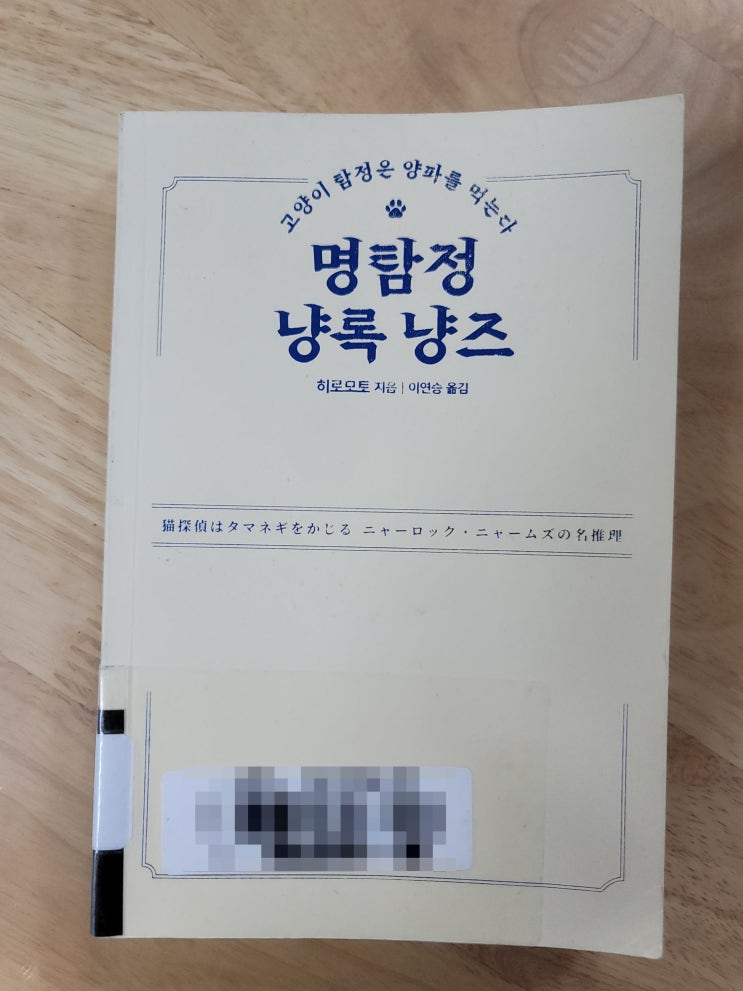 고양이 탐정은 양파를 먹는다
명탐정
냥록 냥즈
히로모토 지음 | 이연승 옮김
猫探偵はタマネギをかじる ニャーロック・ニャームズの名推理